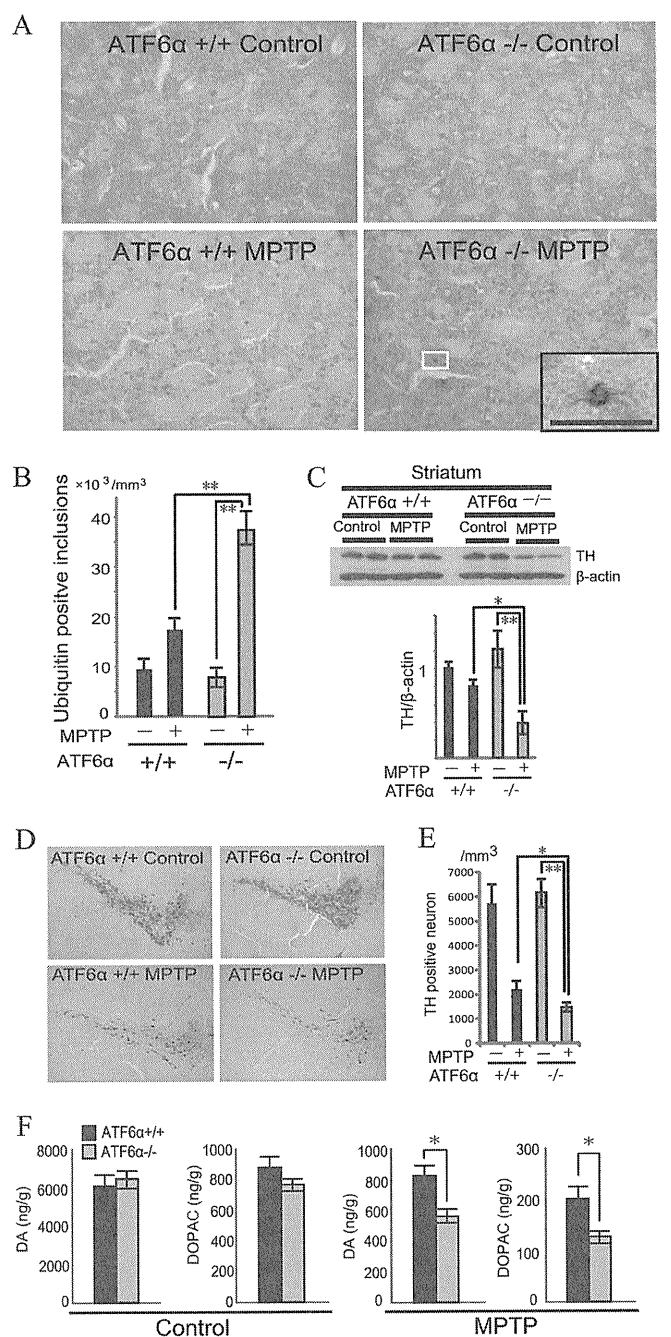 A
ATF6α +/+ Control
ATF6α -/- Control
ATF6α +/+ MPTP
ATF6α -/- MPTP
B
×10³/mm³
Ubiquitin positve inclusions
40
30
20
10
0
**
**
MPTP
− + − +
ATF6α
+/+ -/-
C
Striatum
ATF6α +/+
ATF6α −/−
Control MPTP
Control MPTP
TH
β-actin
TH/β-actin
1
*
**
MPTP − + − +
ATF6α +/+ -/-
D
ATF6α +/+ Control
ATF6α -/- Control
ATF6α +/+ MPTP
ATF6α -/- MPTP
E
/mm³
TH positive neuron
7000
6000
5000
4000
3000
2000
1000
0
*
**
MPTP − + − +
ATF6α +/+ -/-
F
ATF6α+/+
ATF6α-/-
DA (ng/g)
8000
6000
4000
2000
0
DOPAC (ng/g)
1000
800
600
400
200
0
Control
DA (ng/g)
1000
800
600
400
200
0
*
DOPAC (ng/g)
300
200
100
0
*
MPTP